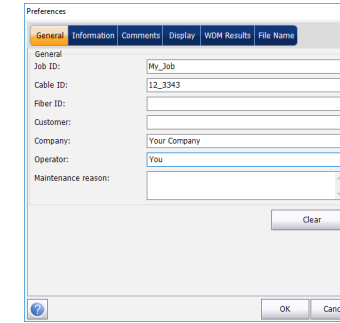 Preferences
General Information Comments Display WDM Results File Name
General
Job ID: My_Job
Cable ID: 12_3343
Fiber ID:
Customer:
Company: Your Company
Operator: You
Maintenance reason:
Clear
? OK Canc